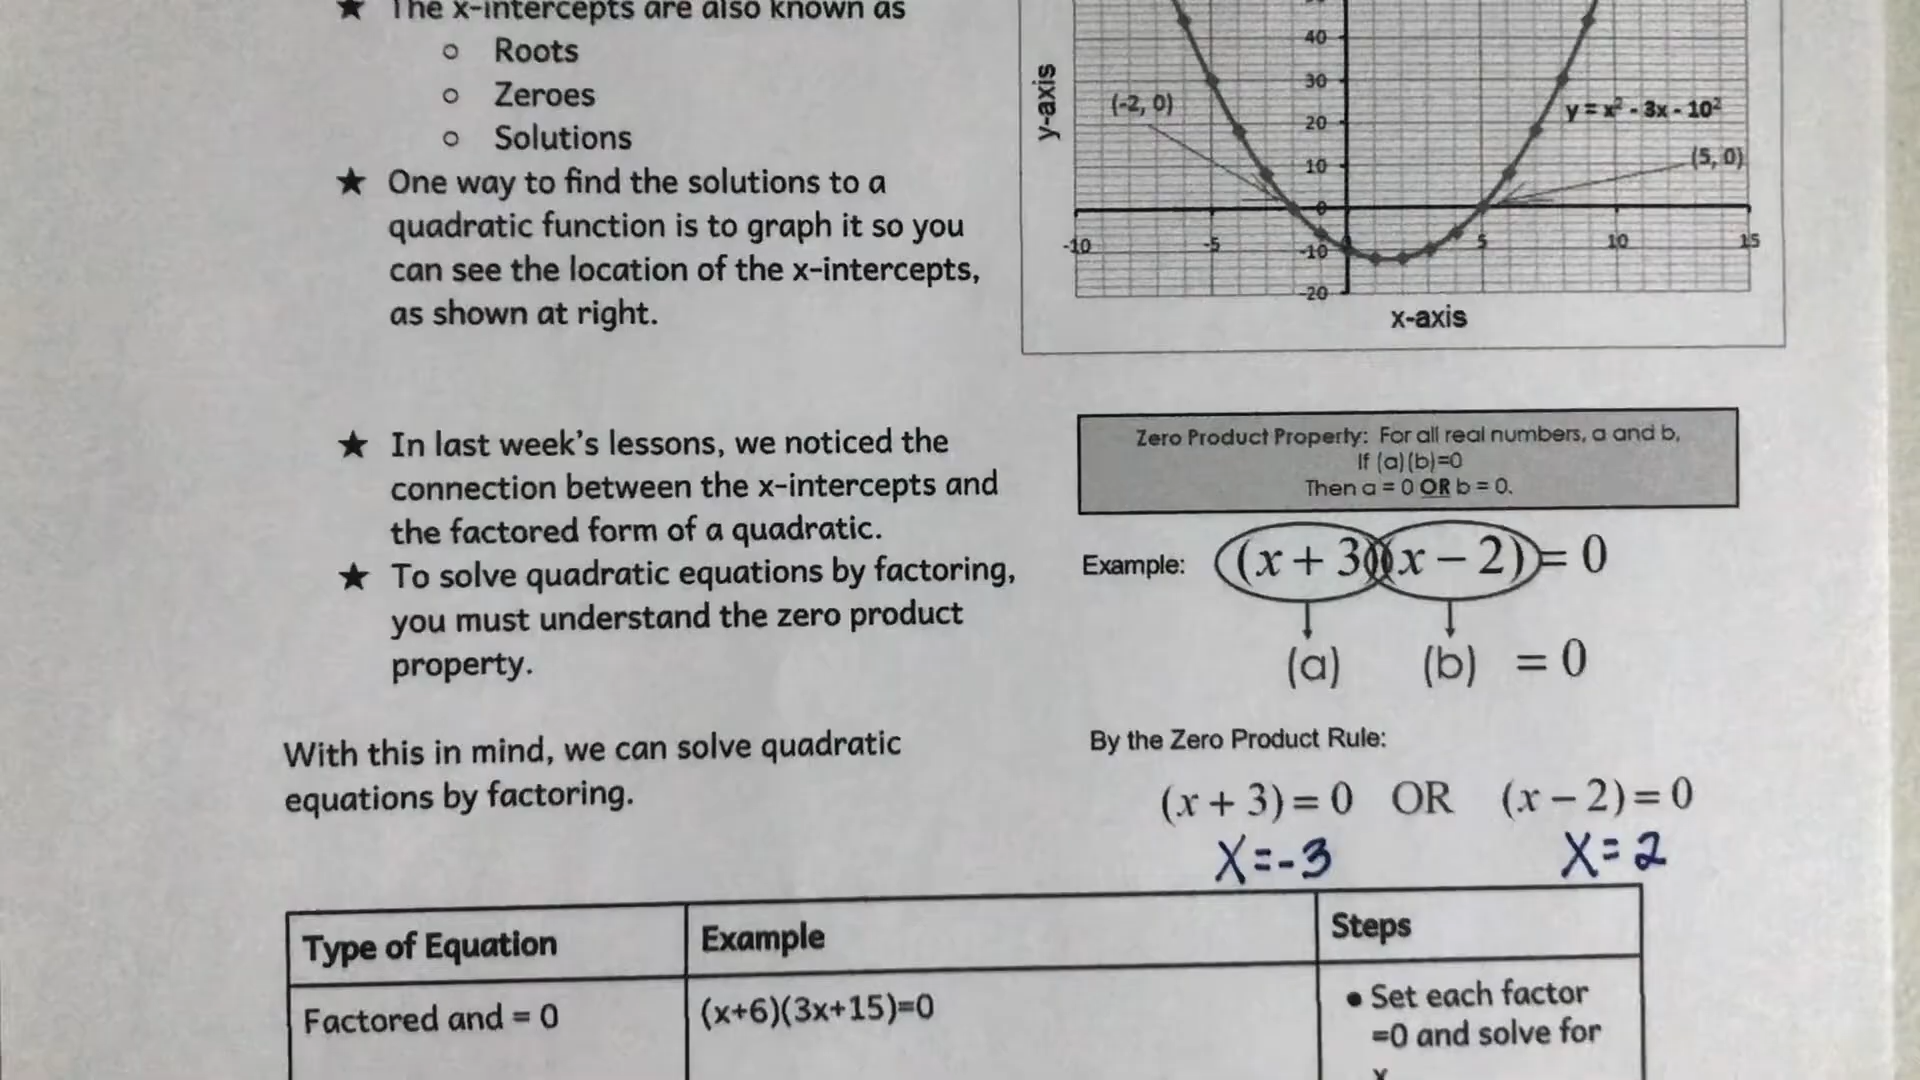 ★ The x-intercepts are also known as
○ Roots
○ Zeroes
○ Solutions
★ One way to find the solutions to a
quadratic function is to graph it so you
can see the location of the x-intercepts,
as shown at right.
y-axis
40
30
20
10
0
-10
-20
-10
-5
5
10
15
(-2, 0)
y = x² - 3x - 10²
(5, 0)
x-axis
★ In last week's lessons, we noticed the
connection between the x-intercepts and
the factored form of a quadratic.
★ To solve quadratic equations by factoring,
you must understand the zero product
property.
With this in mind, we can solve quadratic
equations by factoring.
Zero Product Property: For all real numbers, a and b,
If (a)(b)=0
Then a = 0 OR b = 0.
Example: (x + 3)(x − 2) = 0
(a) (b) = 0
By the Zero Product Rule:
(x + 3) = 0 OR (x − 2) = 0
X=-3 X=2
Type of Equation Example Steps
Factored and = 0 (x+6)(3x+15)=0 • Set each factor
=0 and solve for
x